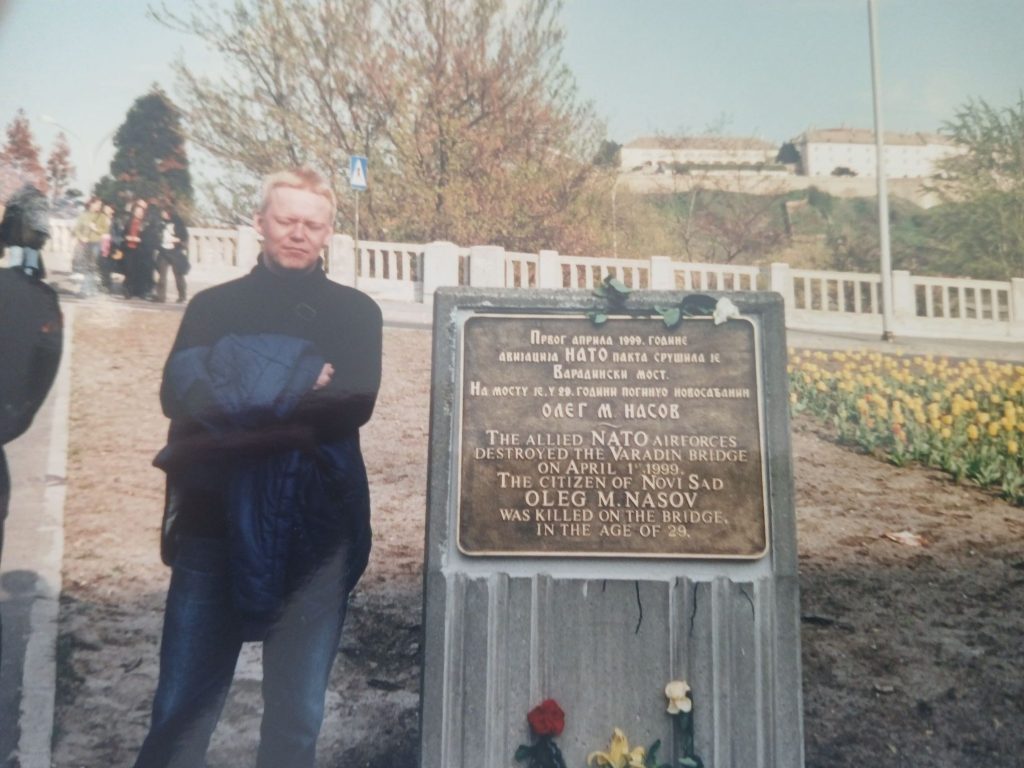 Првог априла 1999. године
авијација НАТО пакта срушила је
Варадински мост.
На мосту је, у 29. години погинуо новосађанин
ОЛЕГ М. НАСОВ
THE ALLIED NATO AIRFORCES
DESTROYED THE VARADIN BRIDGE
ON APRIL 1ST 1999.
THE CITIZEN OF NOVI SAD
OLEG M. NASOV
WAS KILLED ON THE BRIDGE,
IN THE AGE OF 29.